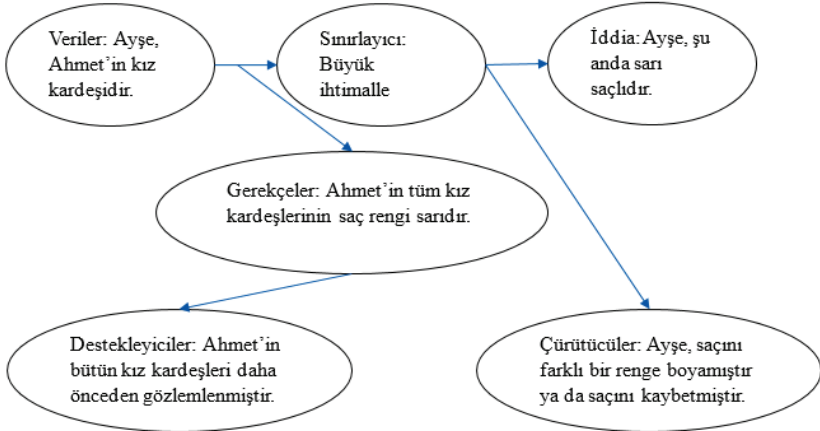 Veriler: Ayşe,
Ahmet’in kız
kardeşidir.
Sınırlayıcı:
Büyük
ihtimalle
İddia: Ayşe, şu
anda sarı
saçlıdır.
Gerekçeler: Ahmet’in tüm kız
kardeşlerinin saç rengi sarıdır.
Destekleyiciler: Ahmet’in
bütün kız kardeşleri daha
önceden gözlemlenmiştir.
Çürütücüler: Ayşe, saçını
farklı bir renge boyamıştır
ya da saçını kaybetmiştir.